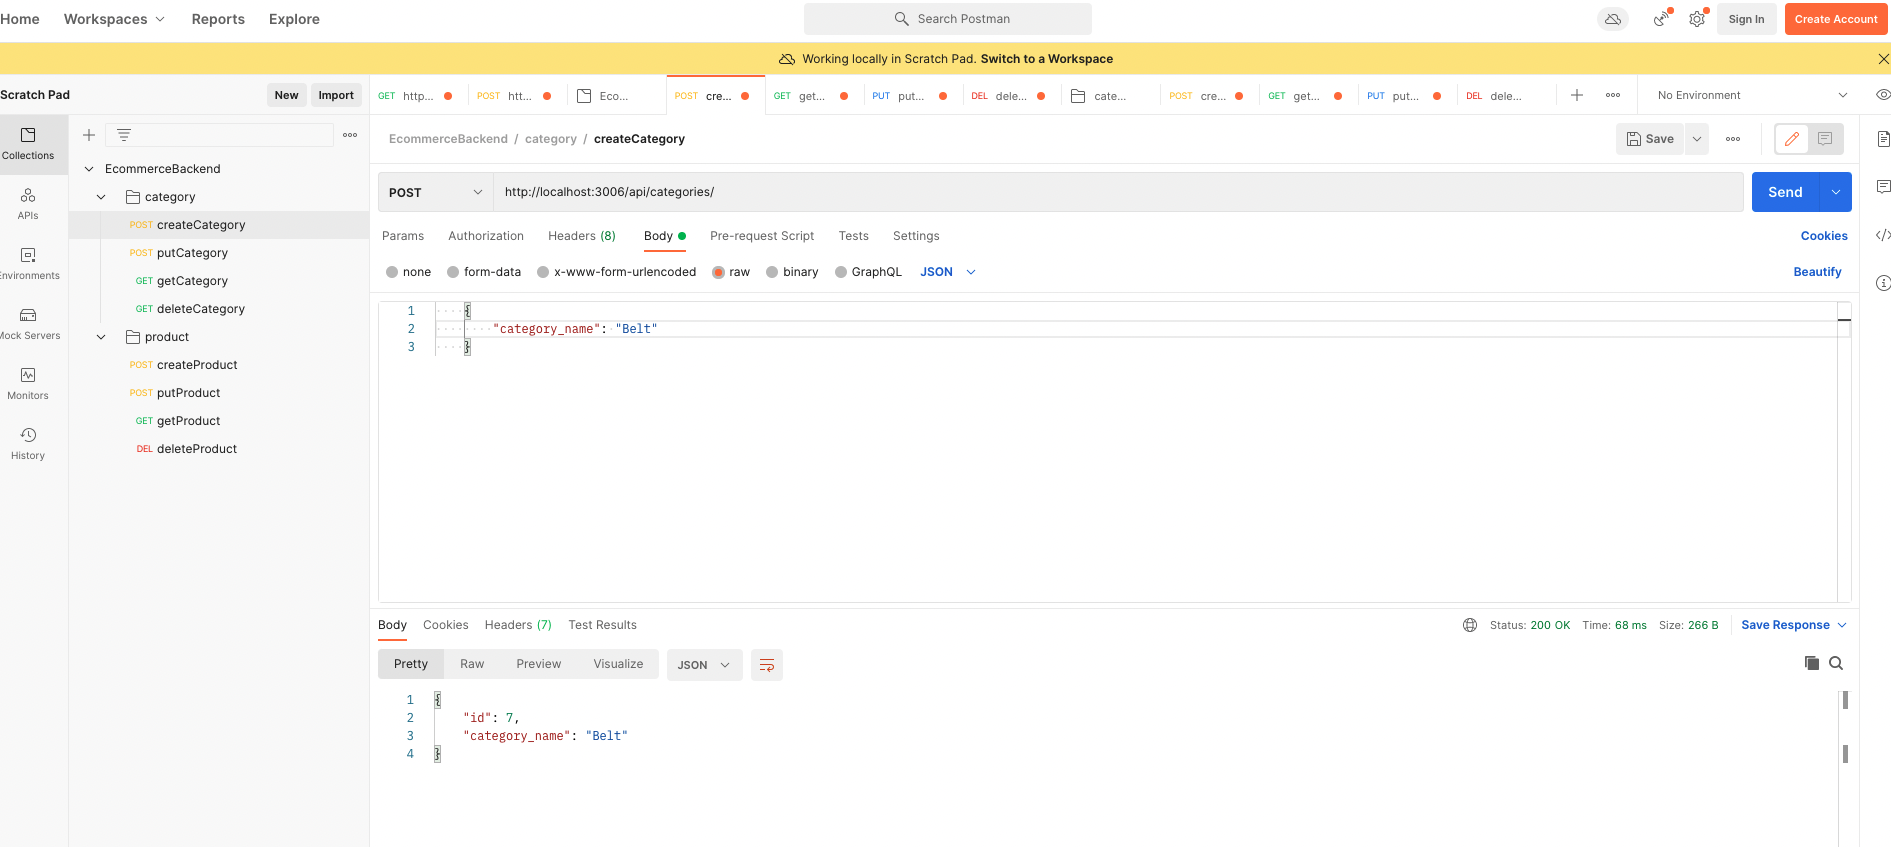 Home Workspaces Reports Explore Search Postman Sign In Create Account
Working locally in Scratch Pad. Switch to a Workspace
Scratch Pad New Import
GET http... POST htt... Eco... POST cre... GET get... PUT put... DEL dele... cate... POST cre... GET get... PUT put... DEL dele... No Environment
Collections
APIs
Environments
Mock Servers
Monitors
History
EcommerceBackend
category
POST createCategory
POST putCategory
GET getCategory
GET deleteCategory
product
POST createProduct
POST putProduct
GET getProduct
DEL deleteProduct
EcommerceBackend / category / createCategory Save
POST http://localhost:3006/api/categories/ Send
Params Authorization Headers (8) Body Pre-request Script Tests Settings Cookies
none form-data x-www-form-urlencoded raw binary GraphQL JSON Beautify
1 {
2 "category_name": "Belt"
3 }
Body Cookies Headers (7) Test Results Status: 200 OK Time: 68 ms Size: 266 B Save Response
Pretty Raw Preview Visualize JSON
1 {
2 "id": 7,
3 "category_name": "Belt"
4 }